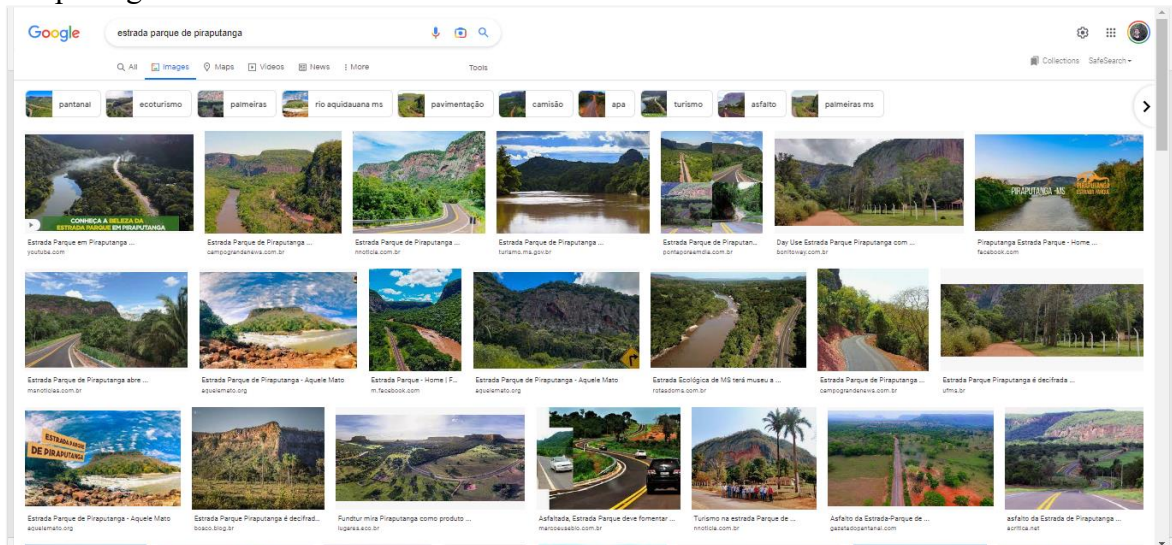 Google
estrada parque de piraputanga
All Images Maps Videos News More Tools
Collections SafeSearch
pantanal ecoturismo palmeiras rio aquidauana ms pavimentação camisão apa turismo asfalto palmeiras ms
CONHEÇA A BELEZA DA
ESTRADA PARQUE EM PIRAPUTANGA
PIRAPUTANGA -MS
PIRAPUTANGA
ESTRADA PARQUE
Estrada Parque em Piraputanga ...
youtube.com
Estrada Parque de Piraputanga ...
campograndenews.com.br
Estrada Parque de Piraputanga ...
nnoticia.com.br
Estrada Parque de Piraputanga ...
turismo.ms.gov.br
Estrada Parque de Piraputan...
pontaporaemdia.com.br
Day Use Estrada Parque Piraputanga com ...
bonitoway.com.br
Piraputanga Estrada Parque - Home ...
facebook.com
Estrada Parque de Piraputanga abre ...
msnoticias.com.br
Estrada Parque de Piraputanga - Aquele Mato
aquelemato.org
Estrada Parque - Home | F...
m.facebook.com
Estrada Parque de Piraputanga - Aquele Mato
aquelemato.org
Estrada Ecológica de MS terá museu a ...
rotasdoms.com.br
Estrada Parque de Piraputanga ...
campograndenews.com.br
Estrada Parque Piraputanga é decifrada ...
ufms.br
ESTRADA PARQUE
DE PIRAPUTANGA
Estrada Parque de Piraputanga - Aquele Mato
aquelemato.org
Estrada Parque de Piraputanga é decifrad...
bosco.blog.br
Fundtur mira Piraputanga como produto ...
lugares.eco.br
Asfaltada, Estrada Parque deve fomentar ...
marcoeusebio.com.br
Turismo na estrada Parque de ...
nnoticia.com.br
Asfalto da Estrada-Parque de ...
gazetadopantanal.com
asfalto da Estrada de Piraputanga ...
acritica.net